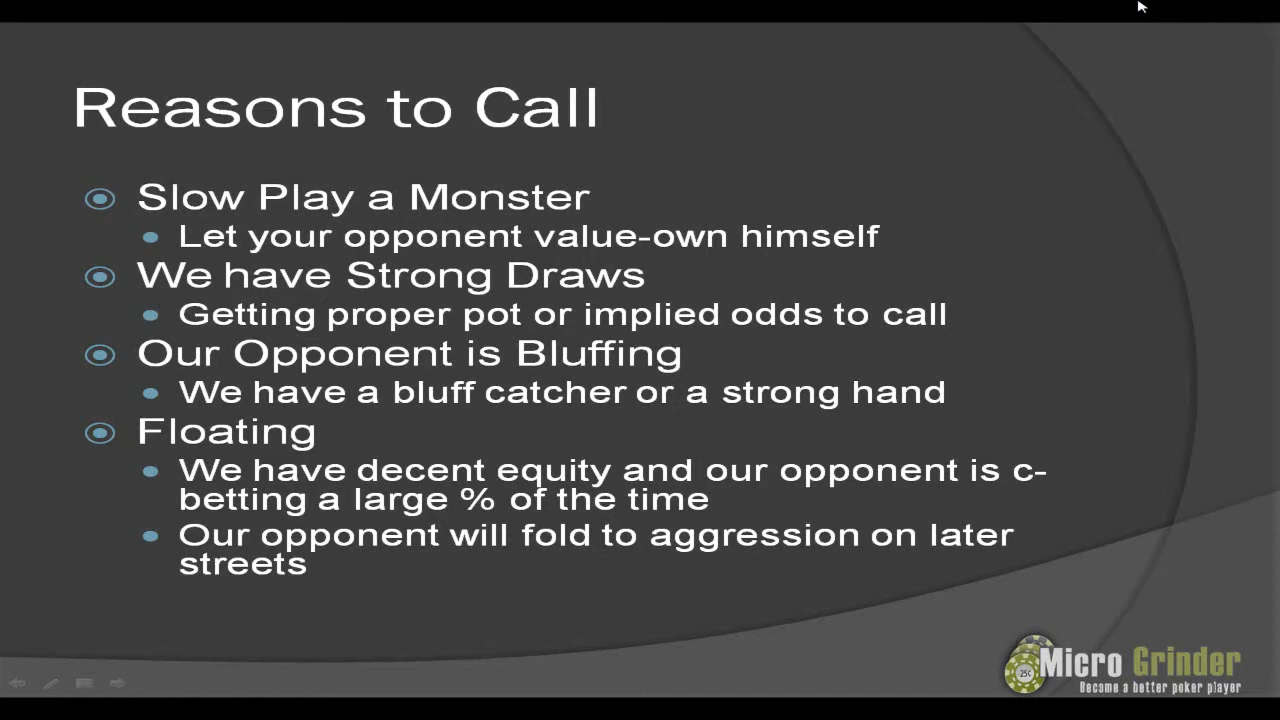 Reasons to Call
Slow Play a Monster
Let your opponent value-own himself
We have Strong Draws
Getting proper pot or implied odds to call
Our Opponent is Bluffing
We have a bluff catcher or a strong hand
Floating
We have decent equity and our opponent is c-
betting a large % of the time
Our opponent will fold to aggression on later
streets
25¢
Micro Grinder
Become a better poker player